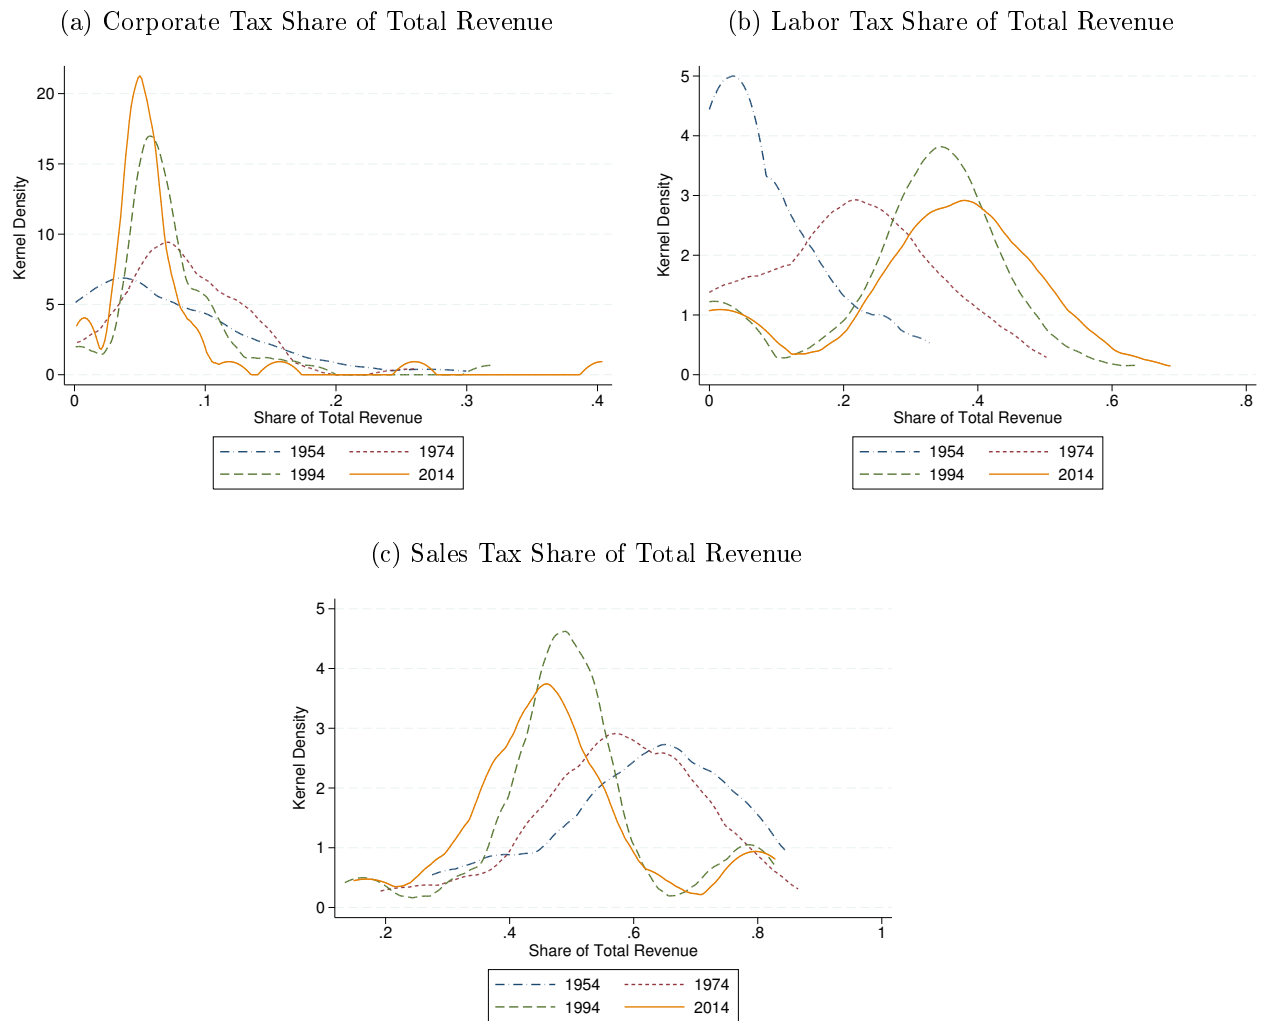 (a) Corporate Tax Share of Total Revenue
Kernel Density
20
15
10
5
0
0 .1 .2 .3 .4
Share of Total Revenue
1954 1974
1994 2014
(b) Labor Tax Share of Total Revenue
Kernel Density
5
4
3
2
1
0
0 .2 .4 .6 .8
Share of Total Revenue
1954 1974
1994 2014
(c) Sales Tax Share of Total Revenue
Kernel Density
5
4
3
2
1
0
.2 .4 .6 .8 1
Share of Total Revenue
1954 1974
1994 2014